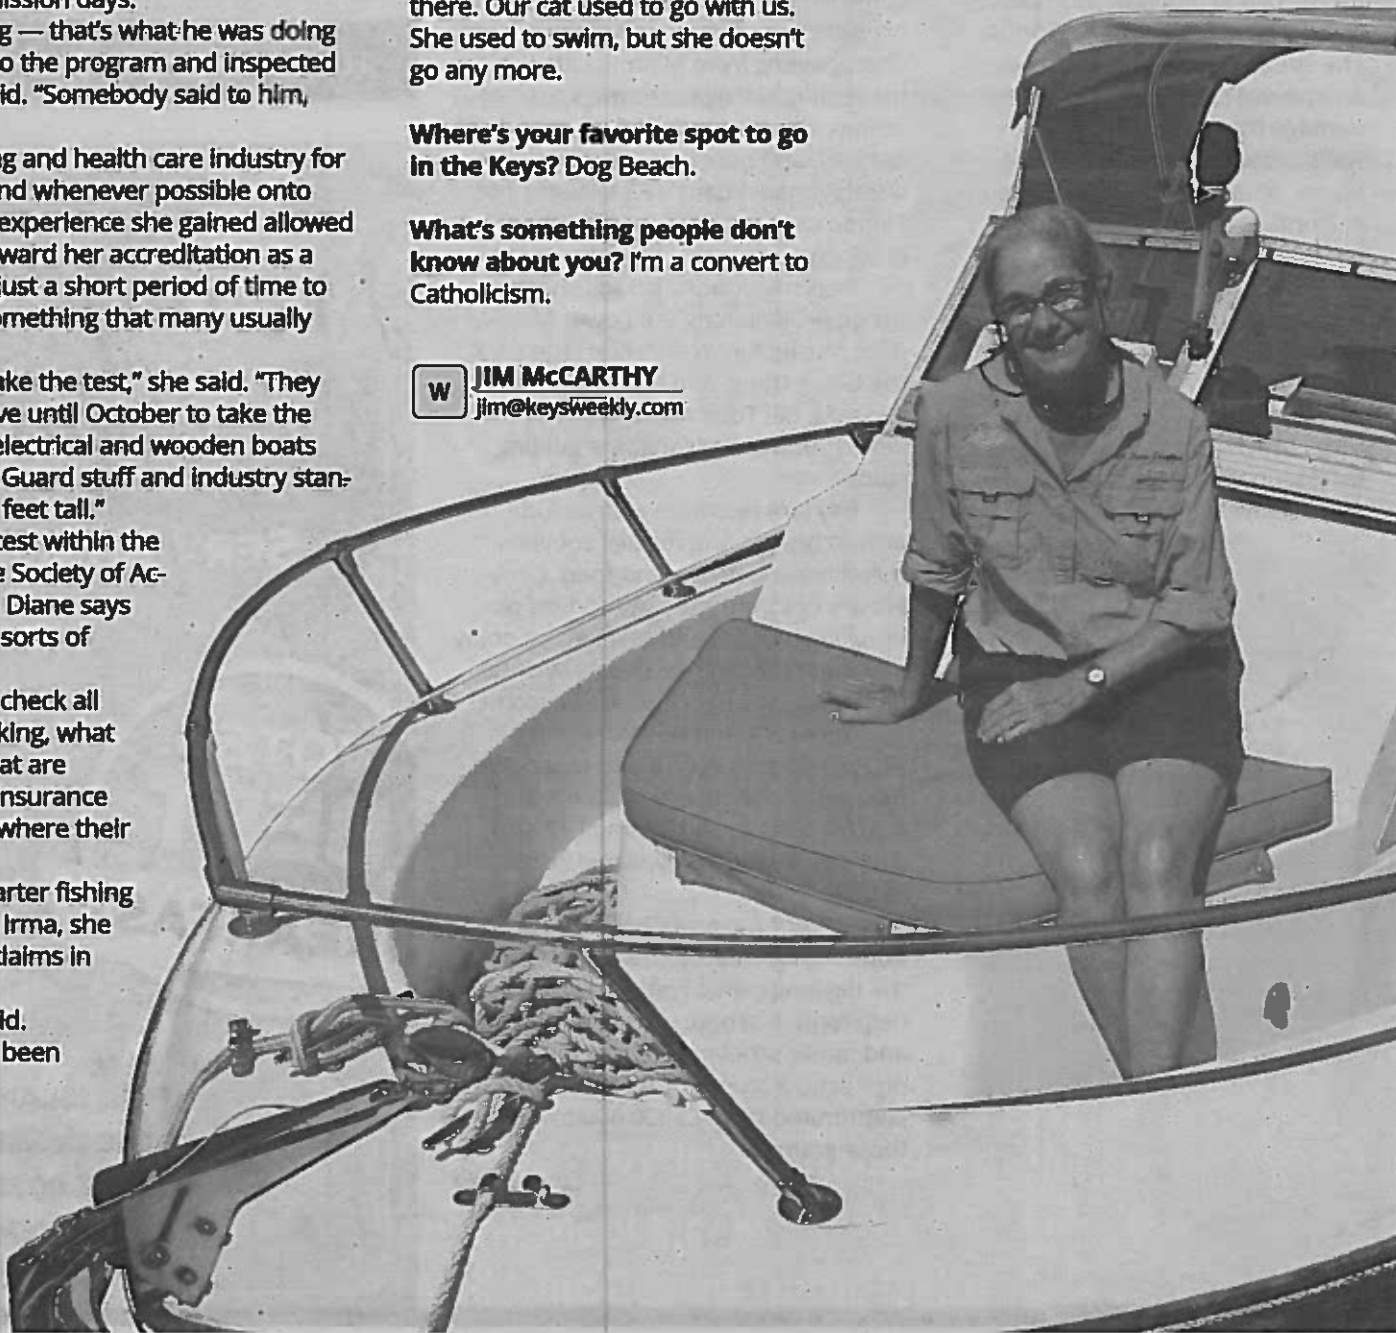 ission days.
g — that's what he was doing
o the program and inspected
id. "Somebody said to him,
g and health care industry for
nd whenever possible onto
experience she gained allowed
ward her accreditation as a
just a short period of time to
omething that many usually
ake the test," she said. "They
ve until October to take the
electrical and wooden boats
Guard stuff and industry stan-
feet tall."
test within the
e Society of Ac-
Diane says
sorts of
check all
king, what
at are
nsurance
where their
arter fishing
Irma, she
claims in
id.
been
there. Our cat used to go with us.
She used to swim, but she doesn't
go any more.
Where's your favorite spot to go
in the Keys? Dog Beach.
What's something people don't
know about you? I'm a convert to
Catholicism.
W
JIM McCARTHY
jim@keysweekly.com